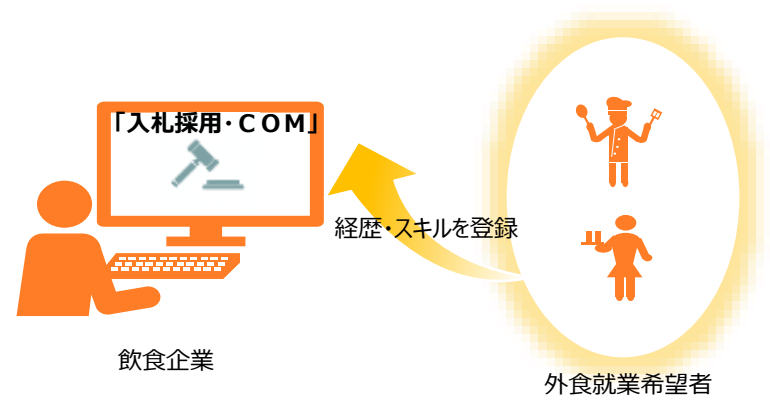 「入札採用・ＣＯＭ」
経歴・スキルを登録
飲食企業
外食就業希望者